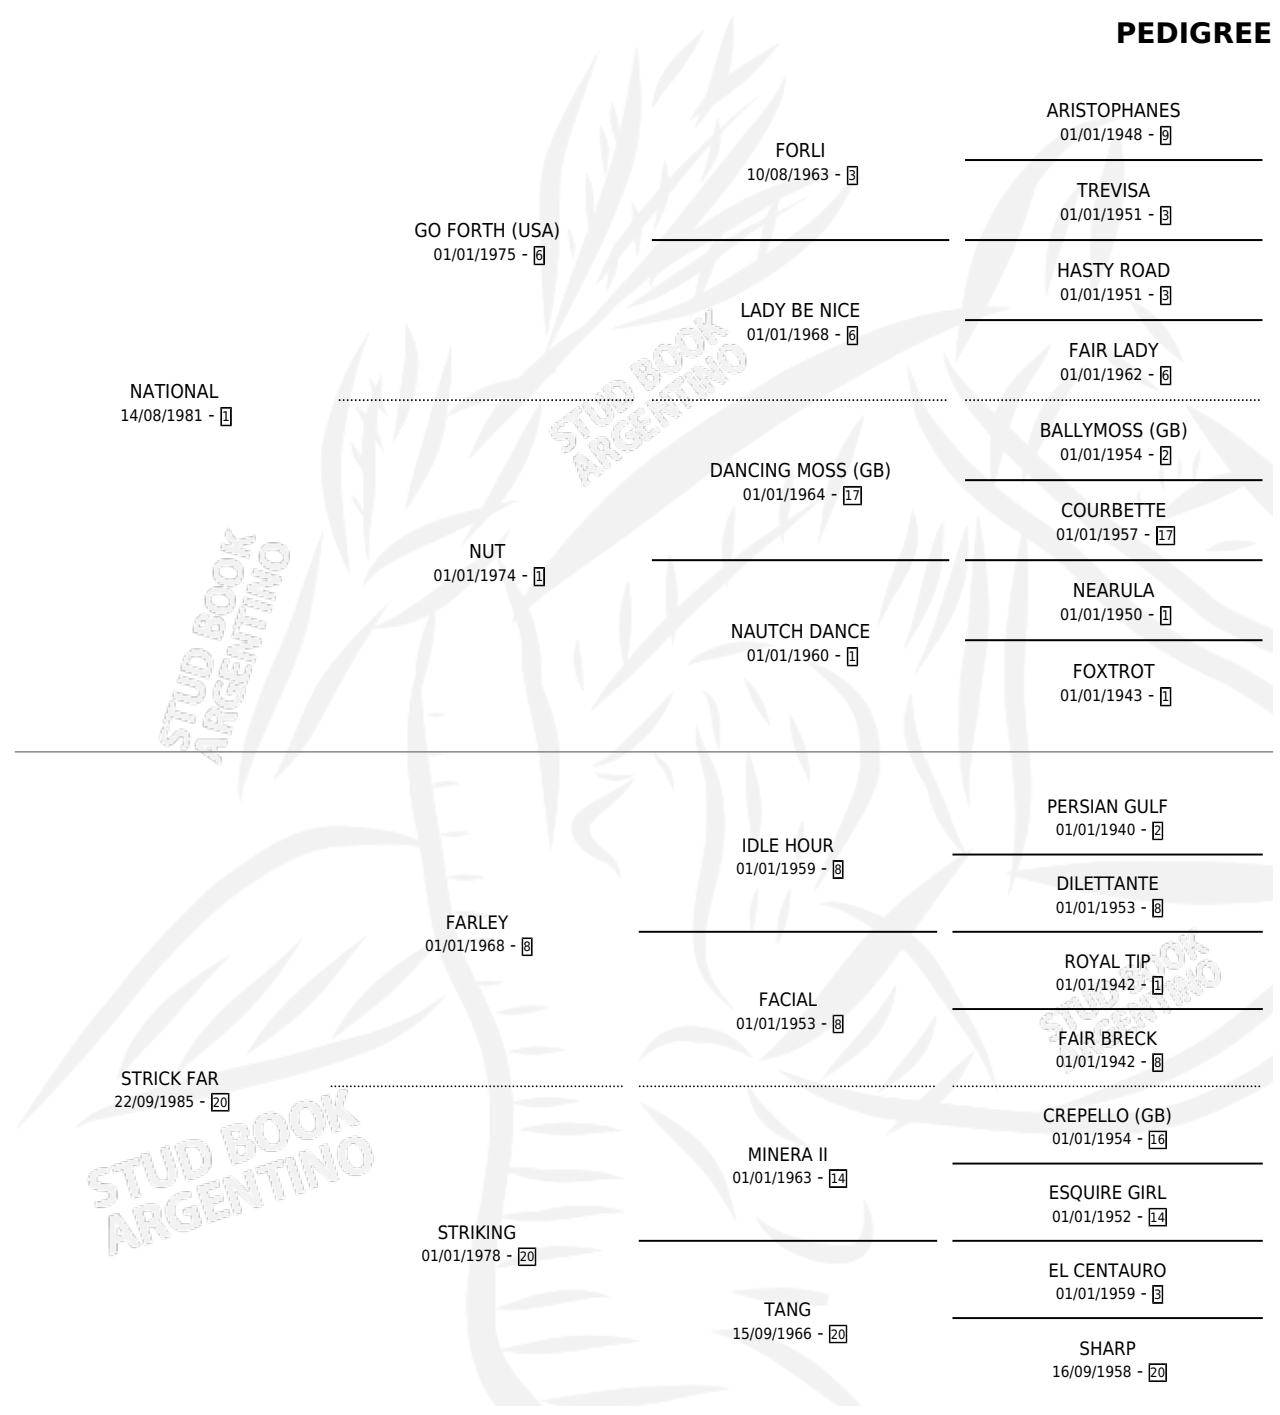 PEDIGREE
NATIONAL
14/08/1981 - 1
GO FORTH (USA)
01/01/1975 - 6
FORLI
10/08/1963 - 3
ARISTOPHANES
01/01/1948 - 9
TREVISA
01/01/1951 - 3
LADY BE NICE
01/01/1968 - 6
HASTY ROAD
01/01/1951 - 3
FAIR LADY
01/01/1962 - 6
NUT
01/01/1974 - 1
DANCING MOSS (GB)
01/01/1964 - 17
BALLYMOSS (GB)
01/01/1954 - 2
COURBETTE
01/01/1957 - 17
NAUTCH DANCE
01/01/1960 - 1
NEARULA
01/01/1950 - 1
FOXTROT
01/01/1943 - 1
STRICK FAR
22/09/1985 - 20
FARLEY
01/01/1968 - 8
IDLE HOUR
01/01/1959 - 8
PERSIAN GULF
01/01/1940 - 2
DILETTANTE
01/01/1953 - 8
FACIAL
01/01/1953 - 8
ROYAL TIP
01/01/1942 - 1
FAIR BRECK
01/01/1942 - 8
STRIKING
01/01/1978 - 20
MINERA II
01/01/1963 - 14
CREPELLO (GB)
01/01/1954 - 16
ESQUIRE GIRL
01/01/1952 - 14
TANG
15/09/1966 - 20
EL CENTAURO
01/01/1959 - 3
SHARP
16/09/1958 - 20
STUD BOOK
ARGENTINO
STUD BOOK
ARGENTINO
STUD BOOK
ARGENTINO
STUD BOOK
ARGENTINO